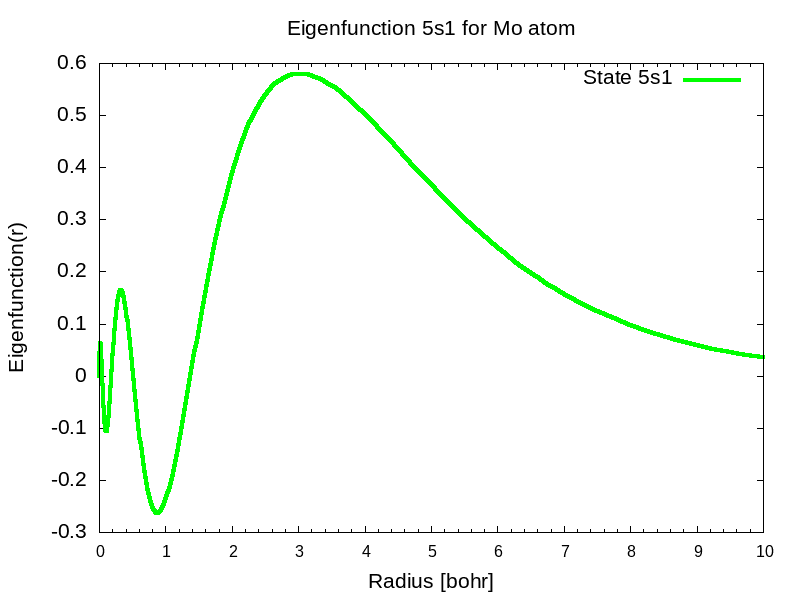 Eigenfunction 5s1 for Mo atom
State 5s1
0.6
0.5
0.4
0.3
0.2
0.1
0
-0.1
-0.2
-0.3
Eigenfunction(r)
0 1 2 3 4 5 6 7 8 9 10
Radius [bohr]